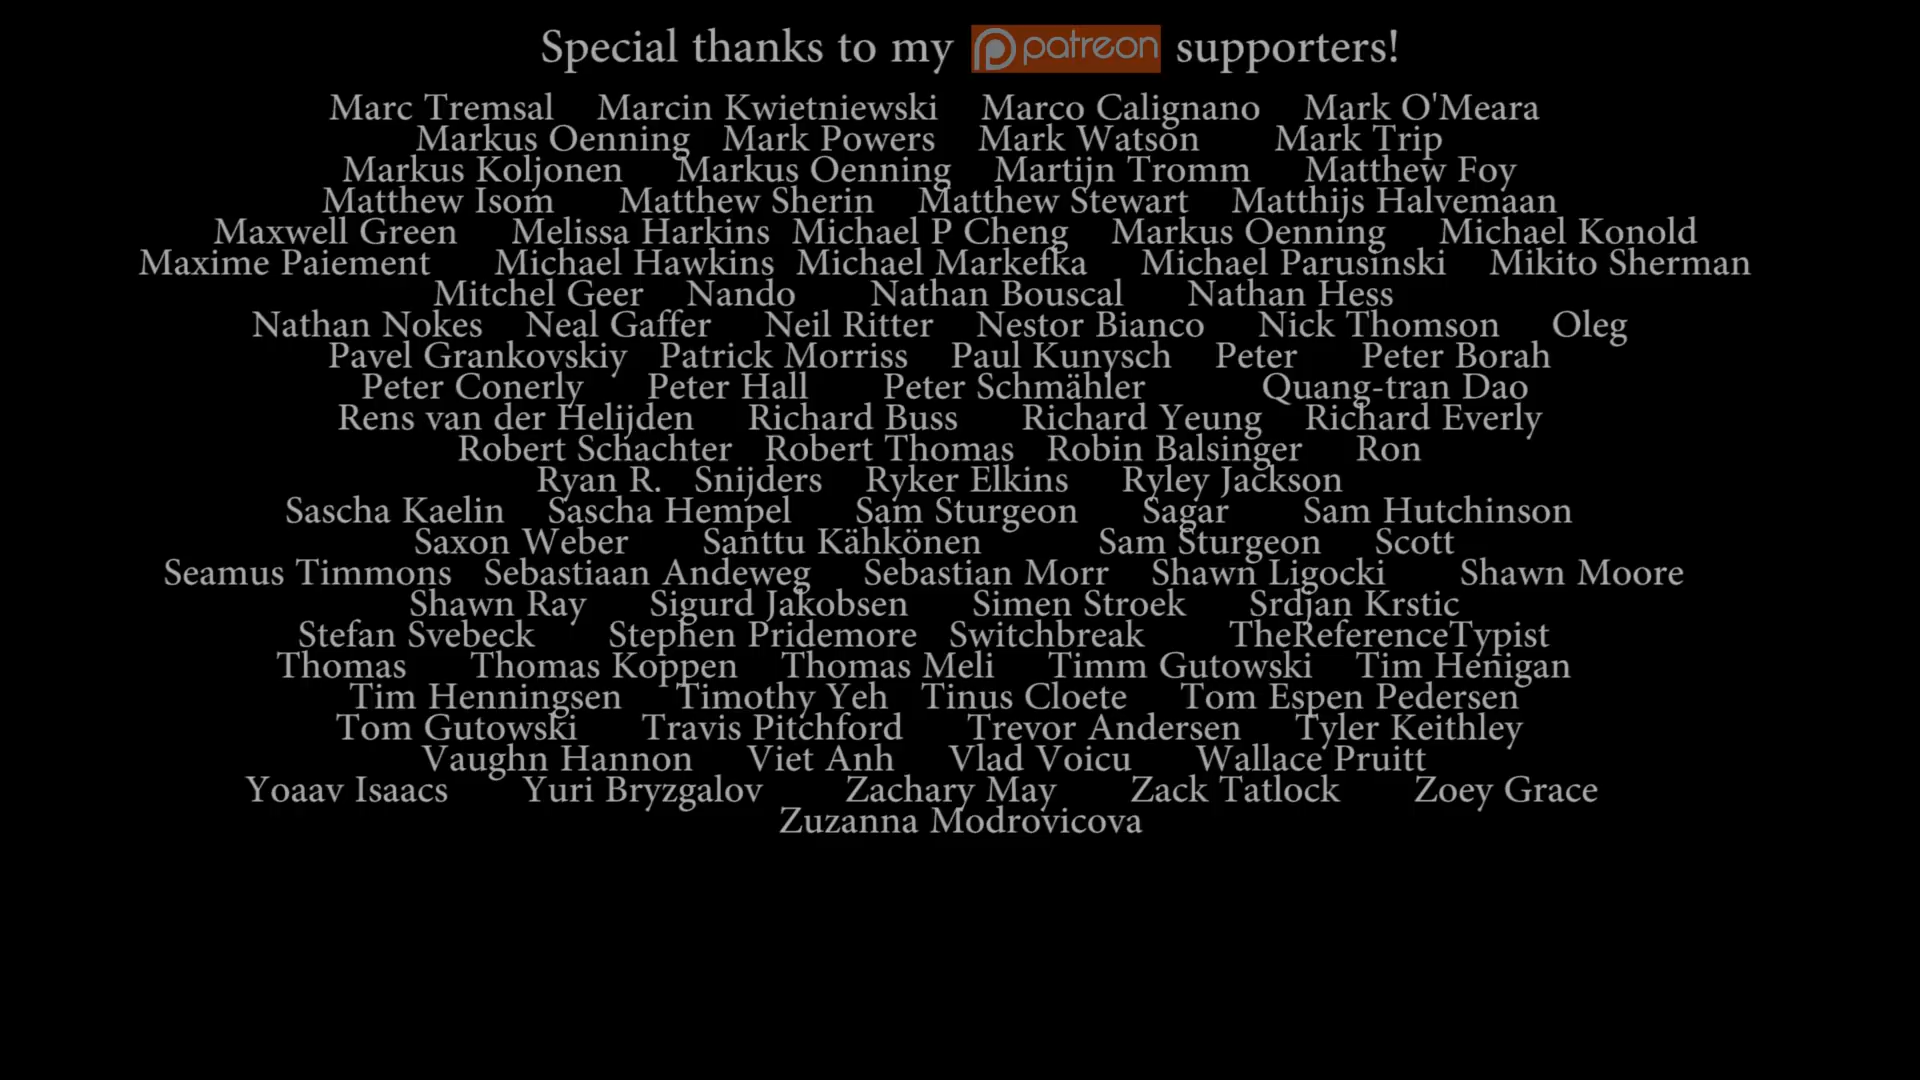 Special thanks to my patreon supporters!
Marc Tremsal Marcin Kwietniewski Marco Calignano Mark O'Meara
Markus Oenning Mark Powers Mark Watson Mark Trip
Markus Koljonen Markus Oenning Martijn Tromm Matthew Foy
Matthew Isom Matthew Sherin Matthew Stewart Matthijs Halvemaan
Maxwell Green Melissa Harkins Michael P Cheng Markus Oenning Michael Konold
Maxime Paiement Michael Hawkins Michael Markefka Michael Parusinski Mikito Sherman
Mitchel Geer Nando Nathan Bouscal Nathan Hess
Nathan Nokes Neal Gaffer Neil Ritter Nestor Bianco Nick Thomson Oleg
Pavel Grankovskiy Patrick Morriss Paul Kunysch Peter Peter Borah
Peter Conerly Peter Hall Peter Schmähler Quang-tran Dao
Rens van der Helijden Richard Buss Richard Yeung Richard Everly
Robert Schachter Robert Thomas Robin Balsinger Ron
Ryan R. Snijders Ryker Elkins Ryley Jackson
Sascha Kaelin Sascha Hempel Sam Sturgeon Sagar Sam Hutchinson
Saxon Weber Santtu Kähkönen Sam Sturgeon Scott
Seamus Timmons Sebastiaan Andeweg Sebastian Morr Shawn Ligocki Shawn Moore
Shawn Ray Sigurd Jakobsen Simen Stroek Srdjan Krstic
Stefan Svebeck Stephen Pridemore Switchbreak TheReferenceTypist
Thomas Thomas Koppen Thomas Meli Timm Gutowski Tim Henigan
Tim Henningsen Timothy Yeh Tinus Cloete Tom Espen Pedersen
Tom Gutowski Travis Pitchford Trevor Andersen Tyler Keithley
Vaughn Hannon Viet Anh Vlad Voicu Wallace Pruitt
Yoaav Isaacs Yuri Bryzgalov Zachary May Zack Tatlock Zoey Grace
Zuzanna Modrovicova